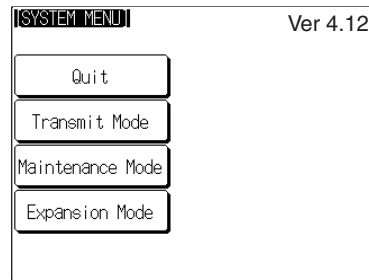 [SYSTEM MENU]
Ver 4.12
Quit
Transmit Mode
Maintenance Mode
Expansion Mode